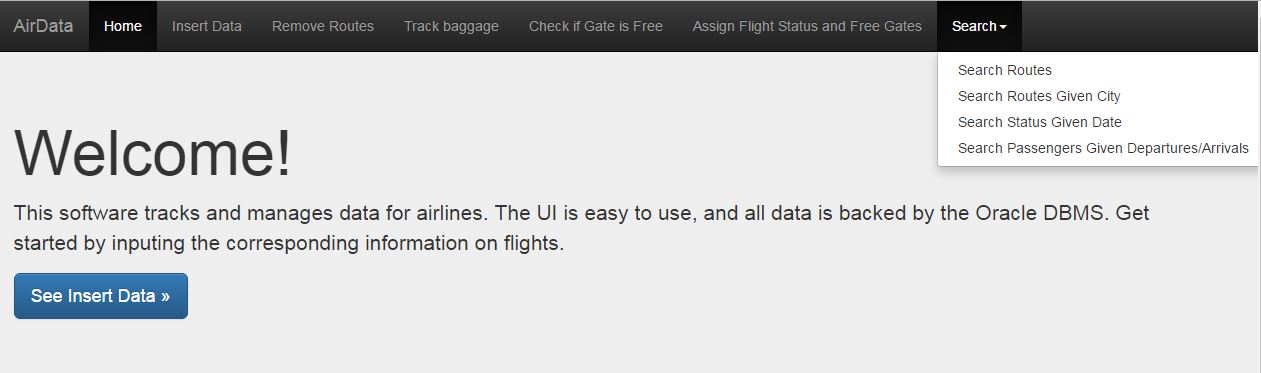 AirData Home Insert Data Remove Routes Track baggage Check if Gate is Free Assign Flight Status and Free Gates Search
Search Routes
Search Routes Given City
Search Status Given Date
Search Passengers Given Departures/Arrivals
Welcome!
This software tracks and manages data for airlines. The UI is easy to use, and all data is backed by the Oracle DBMS. Get
started by inputing the corresponding information on flights.
See Insert Data »